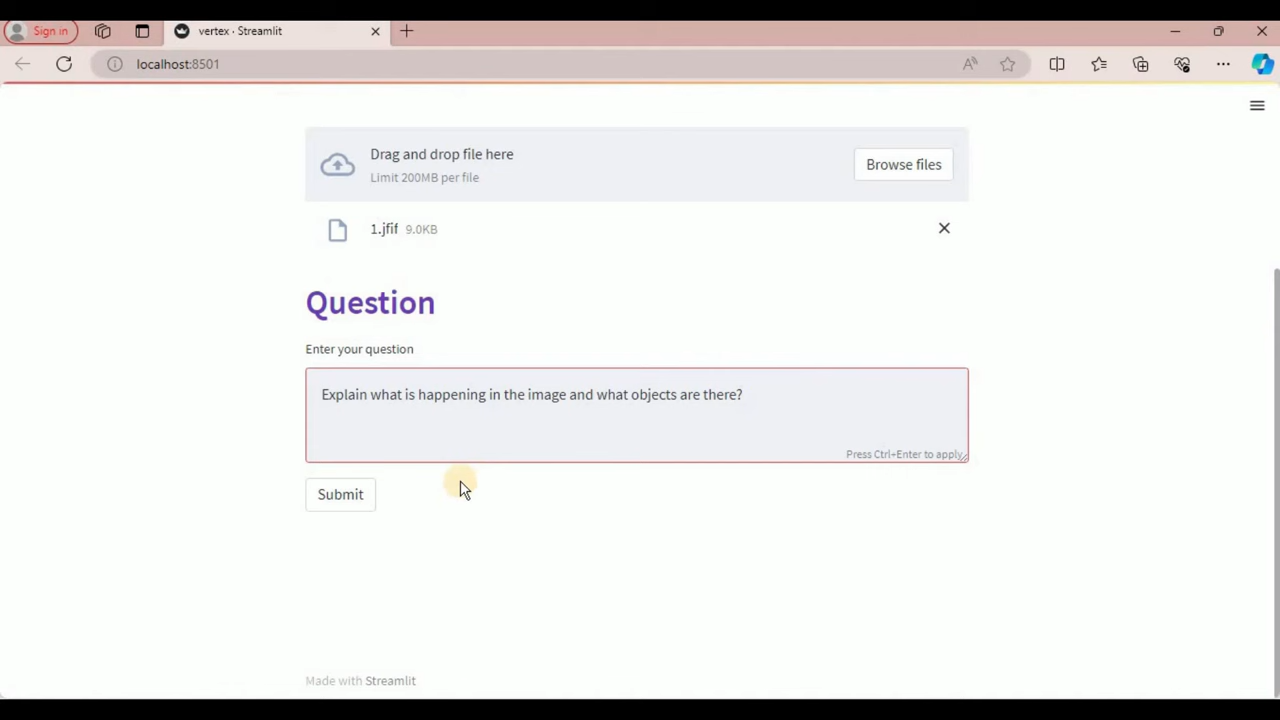 Sign in
vertex · Streamlit
localhost:8501
Drag and drop file here
Limit 200MB per file
Browse files
1.jfif 9.0KB
Question
Enter your question
Explain what is happening in the image and what objects are there?
Press Ctrl+Enter to apply
Submit
Made with Streamlit